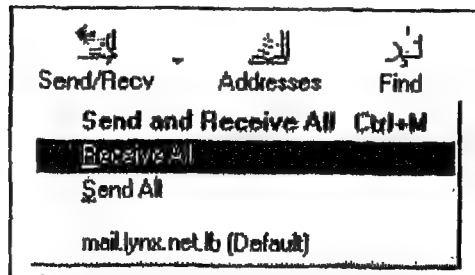 Send/Recv Addresses Find
Send and Receive All Ctrl+M
Receive All
Send All
mail.lynx.net.lb (Default)